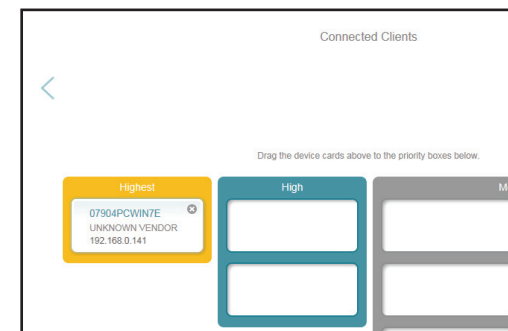 Connected Clients
Drag the device cards above to the priority boxes below.
Highest
High
07904PCWIN7E
UNKNOWN VENDOR
192.168.0.141